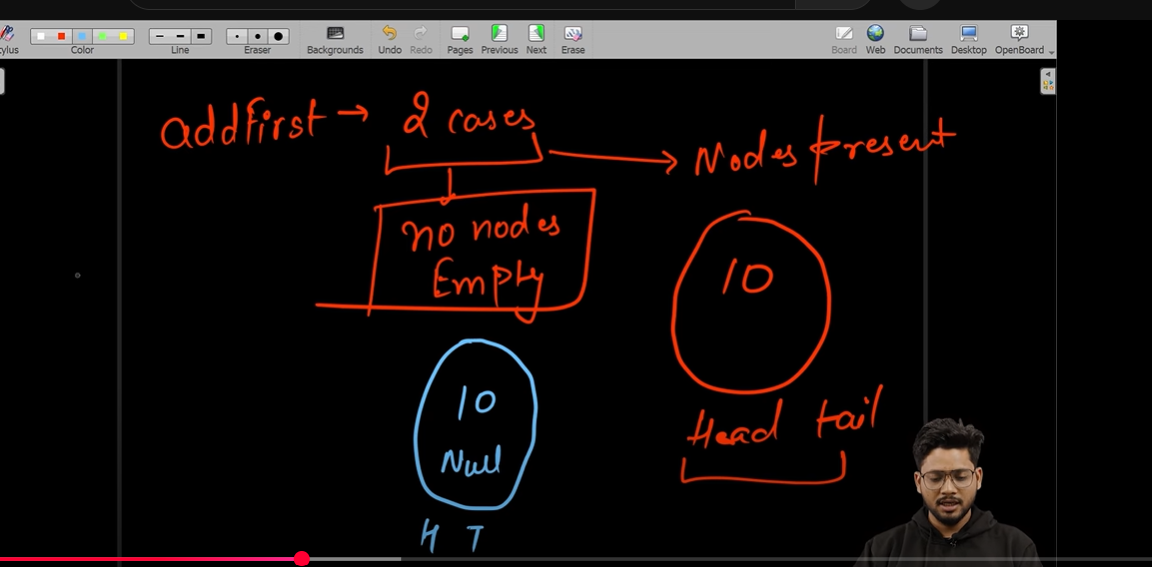 tylus
Color
Line
Eraser
Backgrounds
Undo
Redo
Pages
Previous
Next
Erase
Board
Web
Documents
Desktop
OpenBoard
addFirst → 2 cases
→ Nodes present
no nodes
Empty
10
10
Null
Head tail
H T